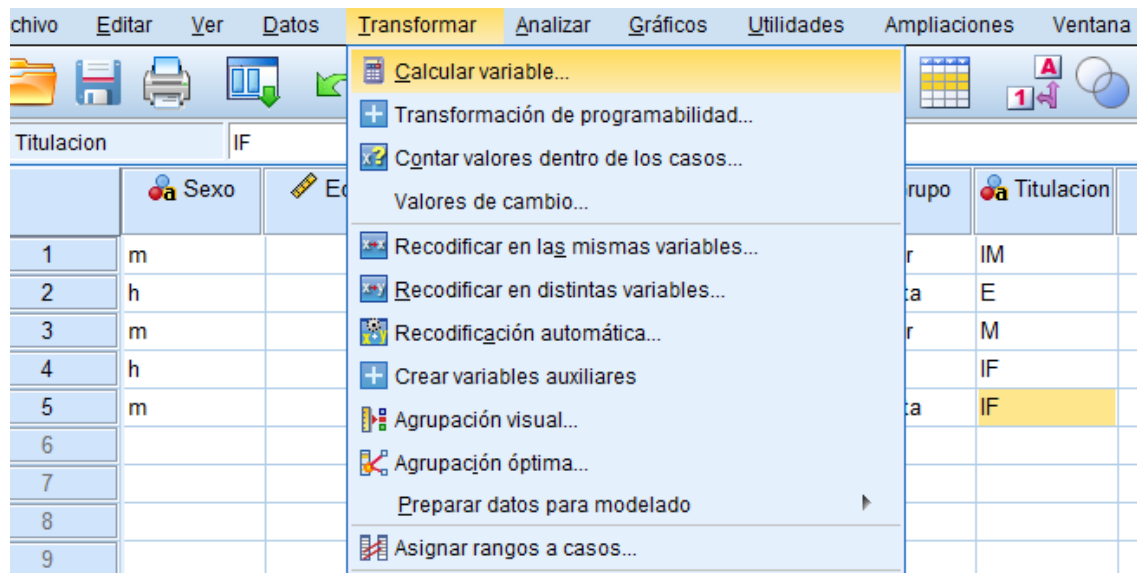 chivo Editar Ver Datos Transformar Analizar Gráficos Utilidades Ampliaciones Ventana
Calcular variable...
Transformación de programabilidad...
Contar valores dentro de los casos...
Valores de cambio...
Recodificar en las mismas variables...
Recodificar en distintas variables...
Recodificación automática...
Crear variables auxiliares
Agrupación visual...
Agrupación óptima...
Preparar datos para modelado
Asignar rangos a casos...
A
1
Titulacion IF
Sexo Ed rupo Titulacion
1 m r IM
2 h ta E
3 m r M
4 h IF
5 m ta IF
6
7
8
9